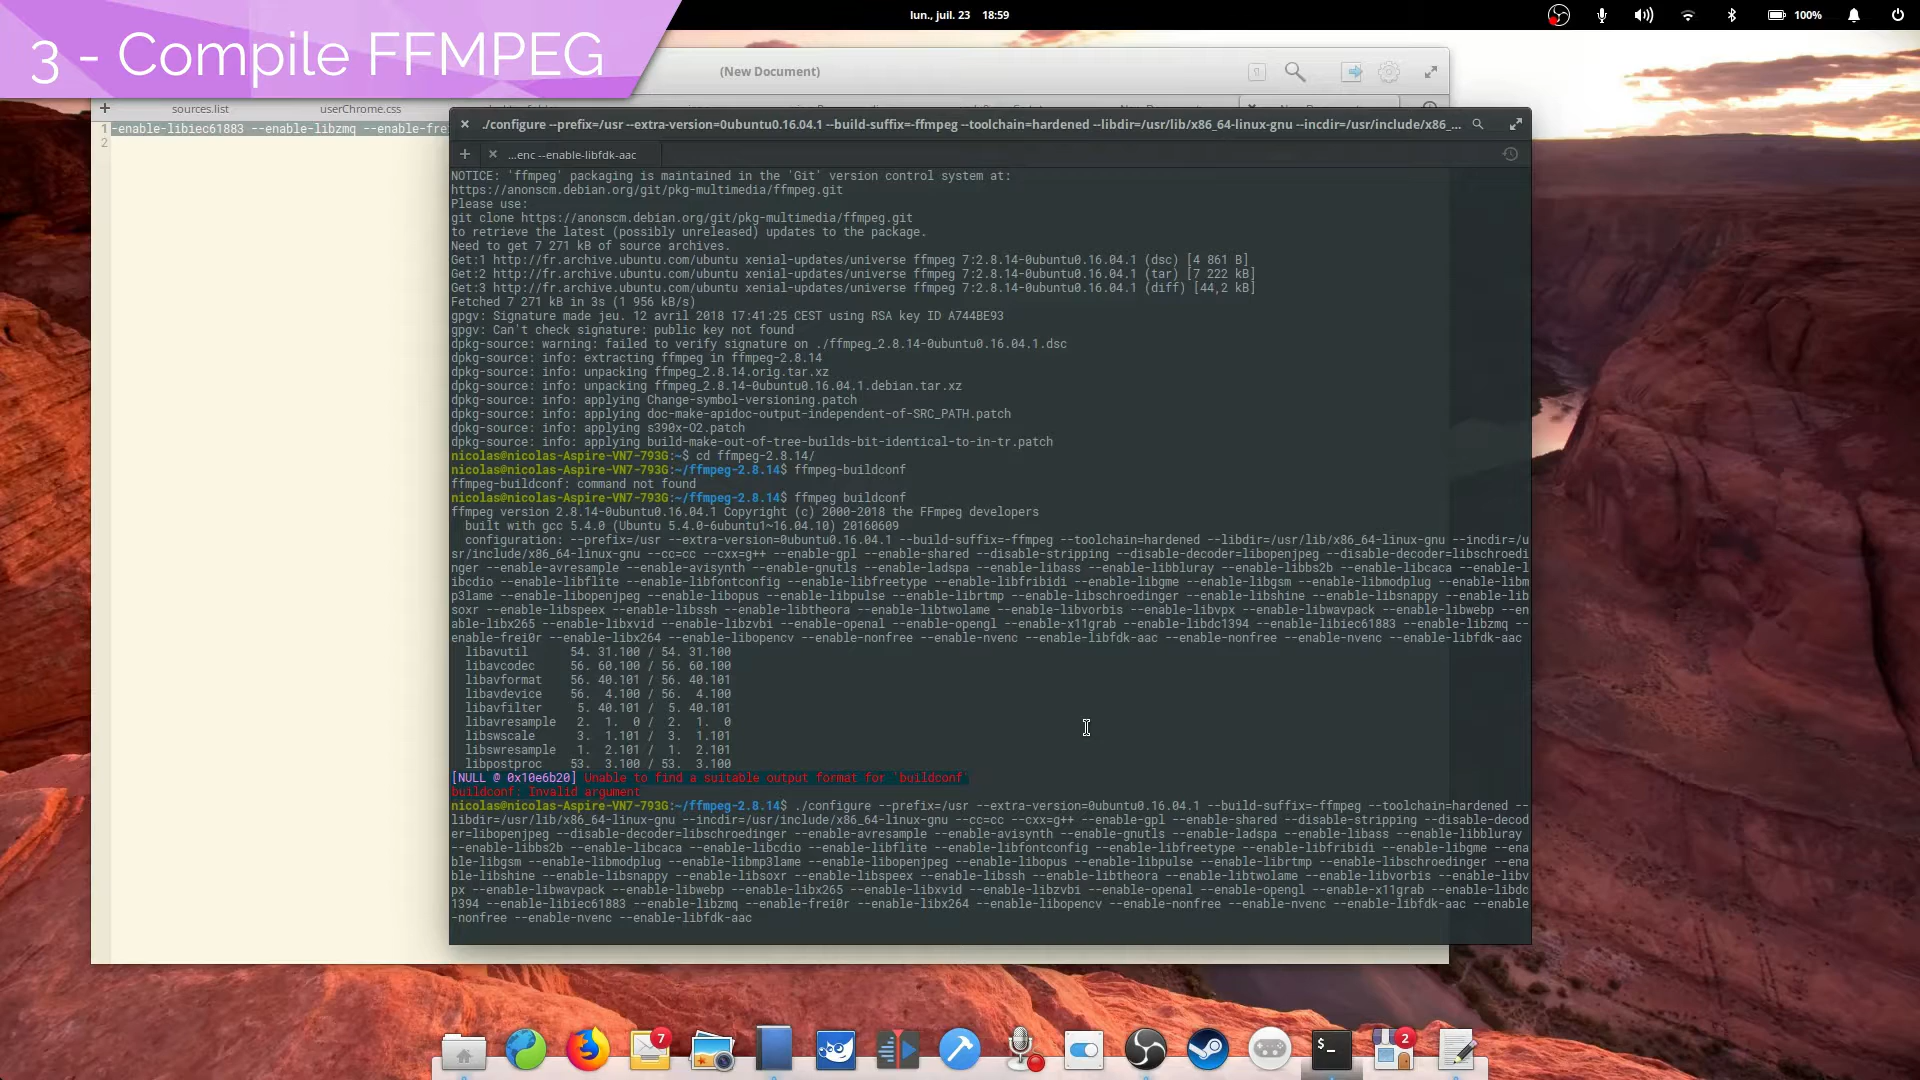 3 - Compile FFMPEG
lun., juil. 23 18:59
100%
(New Document)
sources.list
userChrome.css
1 -enable-libiec61883 --enable-libzmq --enable-fre
2
./configure --prefix=/usr --extra-version=0ubuntu0.16.04.1 --build-suffix=-ffmpeg --toolchain=hardened --libdir=/usr/lib/x86_64-linux-gnu --incdir=/usr/include/x86_...
...enc --enable-libfdk-aac
NOTICE: 'ffmpeg' packaging is maintained in the 'Git' version control system at:
https://anonscm.debian.org/git/pkg-multimedia/ffmpeg.git
Please use:
git clone https://anonscm.debian.org/git/pkg-multimedia/ffmpeg.git
to retrieve the latest (possibly unreleased) updates to the package.
Need to get 7 271 kB of source archives.
Get:1 http://fr.archive.ubuntu.com/ubuntu xenial-updates/universe ffmpeg 7:2.8.14-0ubuntu0.16.04.1 (dsc) [4 861 B]
Get:2 http://fr.archive.ubuntu.com/ubuntu xenial-updates/universe ffmpeg 7:2.8.14-0ubuntu0.16.04.1 (tar) [7 222 kB]
Get:3 http://fr.archive.ubuntu.com/ubuntu xenial-updates/universe ffmpeg 7:2.8.14-0ubuntu0.16.04.1 (diff) [44,2 kB]
Fetched 7 271 kB in 3s (1 956 kB/s)
gpgv: Signature made jeu. 12 avril 2018 17:41:25 CEST using RSA key ID A744BE93
gpgv: Can't check signature: public key not found
dpkg-source: warning: failed to verify signature on ./ffmpeg_2.8.14-0ubuntu0.16.04.1.dsc
dpkg-source: info: extracting ffmpeg in ffmpeg-2.8.14
dpkg-source: info: unpacking ffmpeg_2.8.14.orig.tar.xz
dpkg-source: info: unpacking ffmpeg_2.8.14-0ubuntu0.16.04.1.debian.tar.xz
dpkg-source: info: applying Change-symbol-versioning.patch
dpkg-source: info: applying doc-make-apidoc-output-independent-of-SRC_PATH.patch
dpkg-source: info: applying s390x-O2.patch
dpkg-source: info: applying build-make-out-of-tree-builds-bit-identical-to-in-tr.patch
nicolas@nicolas-Aspire-VN7-793G:~$ cd ffmpeg-2.8.14/
nicolas@nicolas-Aspire-VN7-793G:~/ffmpeg-2.8.14$ ffmpeg-buildconf
ffmpeg-buildconf: command not found
nicolas@nicolas-Aspire-VN7-793G:~/ffmpeg-2.8.14$ ffmpeg buildconf
ffmpeg version 2.8.14-0ubuntu0.16.04.1 Copyright (c) 2000-2018 the FFmpeg developers
built with gcc 5.4.0 (Ubuntu 5.4.0-6ubuntu1~16.04.10) 20160609
configuration: --prefix=/usr --extra-version=0ubuntu0.16.04.1 --build-suffix=-ffmpeg --toolchain=hardened --libdir=/usr/lib/x86_64-linux-gnu --incdir=/u
sr/include/x86_64-linux-gnu --cc=cc --cxx=g++ --enable-gpl --enable-shared --disable-stripping --disable-decoder=libopenjpeg --disable-decoder=libschroedi
nger --enable-avresample --enable-avisynth --enable-gnutls --enable-ladspa --enable-libass --enable-libbluray --enable-libbs2b --enable-libcaca --enable-l
ibcdio --enable-libflite --enable-libfontconfig --enable-libfreetype --enable-libfribidi --enable-libgme --enable-libgsm --enable-libmodplug --enable-libm
p3lame --enable-libopenjpeg --enable-libopus --enable-libpulse --enable-librtmp --enable-libschroedinger --enable-libshine --enable-libsnappy --enable-lib
soxr --enable-libspeex --enable-libssh --enable-libtheora --enable-libtwolame --enable-libvorbis --enable-libvpx --enable-libwavpack --enable-libwebp --en
able-libx265 --enable-libxvid --enable-libzvbi --enable-openal --enable-opengl --enable-x11grab --enable-libdc1394 --enable-libiec61883 --enable-libzmq --
enable-frei0r --enable-libx264 --enable-libopencv --enable-nonfree --enable-nvenc --enable-libfdk-aac --enable-nonfree --enable-nvenc --enable-libfdk-aac
libavutil 54. 31.100 / 54. 31.100
libavcodec 56. 60.100 / 56. 60.100
libavformat 56. 40.101 / 56. 40.101
libavdevice 56. 4.100 / 56. 4.100
libavfilter 5. 40.101 / 5. 40.101
libavresample 2. 1. 0 / 2. 1. 0
libswscale 3. 1.101 / 3. 1.101
libswresample 1. 2.101 / 1. 2.101
libpostproc 53. 3.100 / 53. 3.100
[NULL @ 0x10e6b20] Unable to find a suitable output format for 'buildconf'
buildconf: Invalid argument
nicolas@nicolas-Aspire-VN7-793G:~/ffmpeg-2.8.14$ ./configure --prefix=/usr --extra-version=0ubuntu0.16.04.1 --build-suffix=-ffmpeg --toolchain=hardened --
libdir=/usr/lib/x86_64-linux-gnu --incdir=/usr/include/x86_64-linux-gnu --cc=cc --cxx=g++ --enable-gpl --enable-shared --disable-stripping --disable-decod
er=libopenjpeg --disable-decoder=libschroedinger --enable-avresample --enable-avisynth --enable-gnutls --enable-ladspa --enable-libass --enable-libbluray
--enable-libbs2b --enable-libcaca --enable-libcdio --enable-libflite --enable-libfontconfig --enable-libfreetype --enable-libfribidi --enable-libgme --ena
ble-libgsm --enable-libmodplug --enable-libmp3lame --enable-libopenjpeg --enable-libopus --enable-libpulse --enable-librtmp --enable-libschroedinger --ena
ble-libshine --enable-libsnappy --enable-libsoxr --enable-libspeex --enable-libssh --enable-libtheora --enable-libtwolame --enable-libvorbis --enable-libv
px --enable-libwavpack --enable-libwebp --enable-libx265 --enable-libxvid --enable-libzvbi --enable-openal --enable-opengl --enable-x11grab --enable-libdc
1394 --enable-libiec61883 --enable-libzmq --enable-frei0r --enable-libx264 --enable-libopencv --enable-nonfree --enable-nvenc --enable-libfdk-aac --enable
-nonfree --enable-nvenc --enable-libfdk-aac
7
2